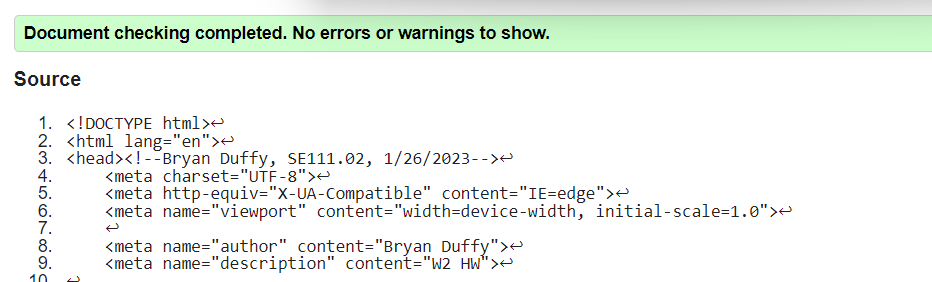 Document checking completed. No errors or warnings to show.
Source
1. <!DOCTYPE html>↩
2. <html lang="en">↩
3. <head><!--Bryan Duffy, SE111.02, 1/26/2023-->↩
4.     <meta charset="UTF-8">↩
5.     <meta http-equiv="X-UA-Compatible" content="IE=edge">↩
6.     <meta name="viewport" content="width=device-width, initial-scale=1.0">↩
7.     ↩
8.     <meta name="author" content="Bryan Duffy">↩
9.     <meta name="description" content="W2 HW">↩
10. ↩